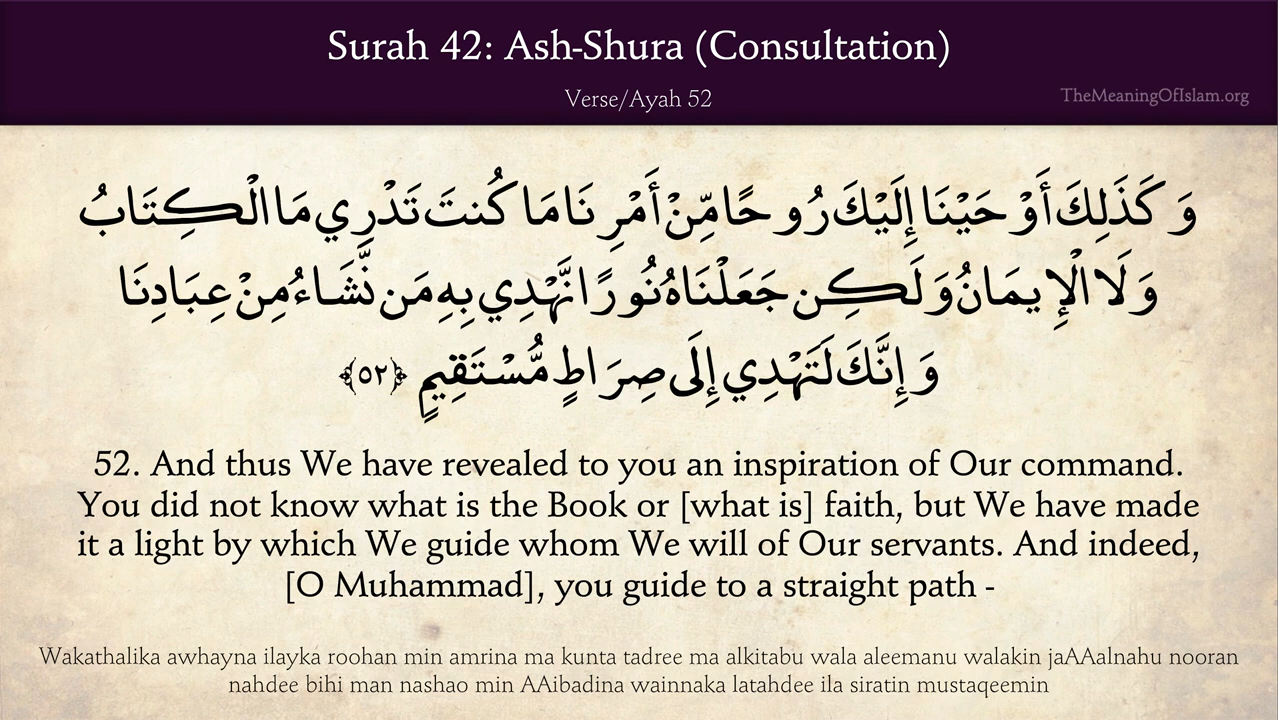 Surah 42: Ash-Shura (Consultation)
Verse/Ayah 52
TheMeaningOfIslam.org
وَكَذَلِكَ أَوْحَيْنَا إِلَيْكَ رُوحًا مِّنْ أَمْرِنَا مَا كُنتَ تَدْرِي مَا الْكِتَابُ
وَلَا الْإِيمَانُ وَلَكِن جَعَلْنَاهُ نُورًا نَّهْدِي بِهِ مَن نَّشَاءُ مِنْ عِبَادِنَا
وَإِنَّكَ لَتَهْدِي إِلَى صِرَاطٍ مُّسْتَقِيمٍ ﴿٥٢﴾
52. And thus We have revealed to you an inspiration of Our command.
You did not know what is the Book or [what is] faith, but We have made
it a light by which We guide whom We will of Our servants. And indeed,
[O Muhammad], you guide to a straight path -
Wakathalika awhayna ilayka roohan min amrina ma kunta tadree ma alkitabu wala aleemanu walakin jaAAalnahu nooran
nahdee bihi man nashao min AAibadina wainnaka latahdee ila siratin mustaqeemin